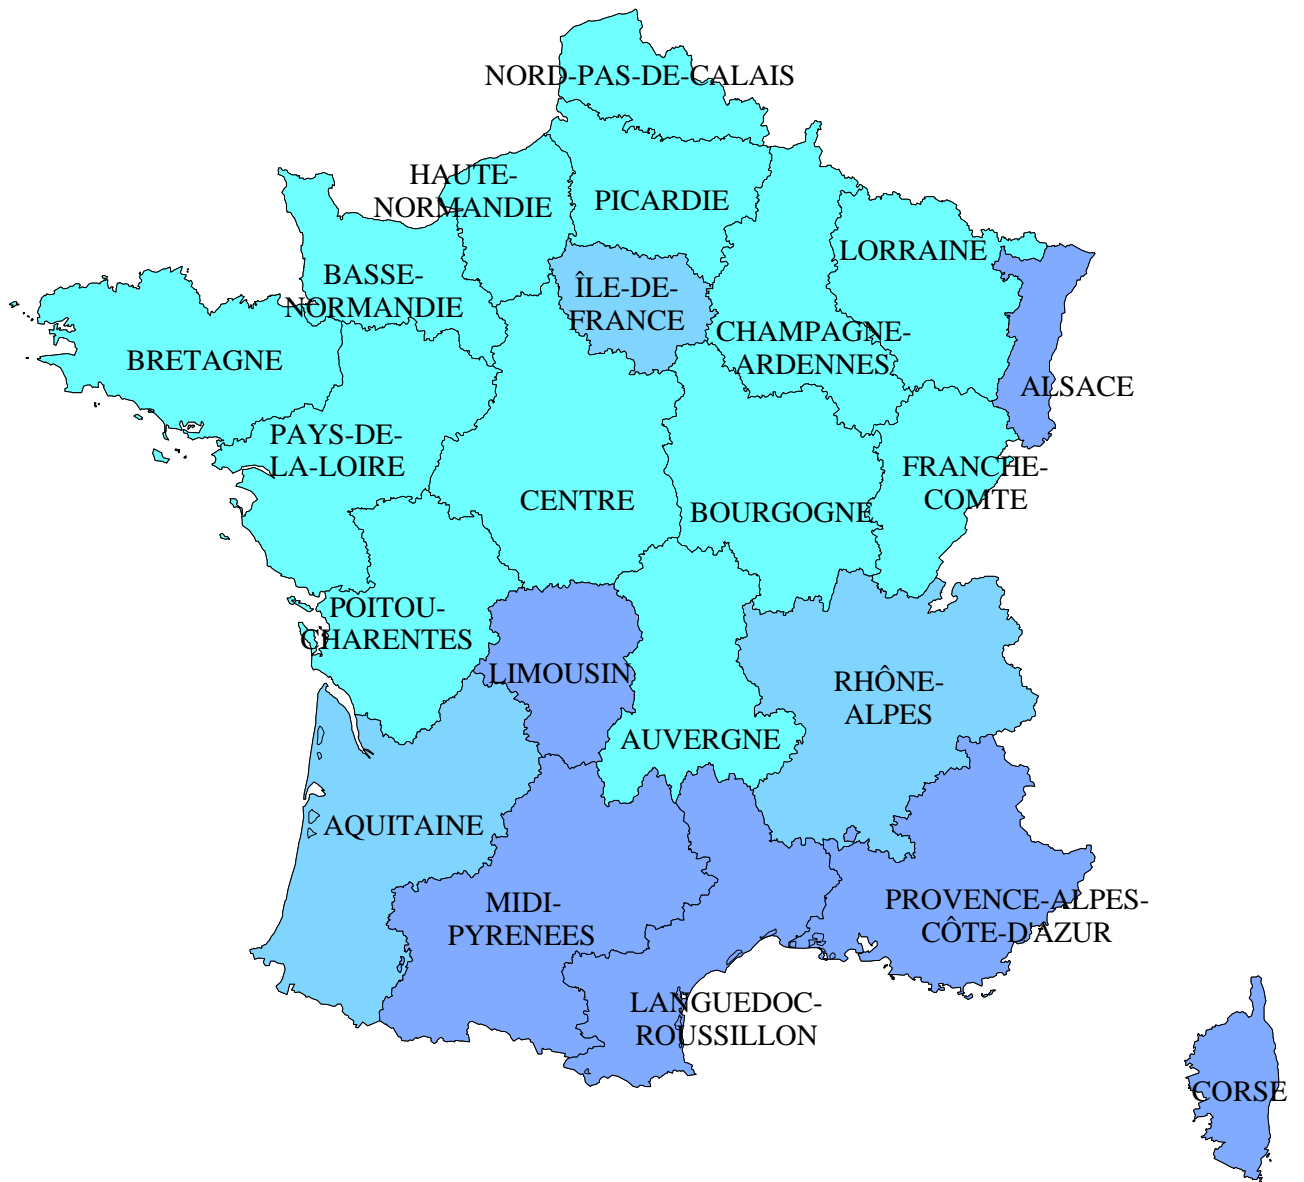 NORD-PAS-DE-CALAIS
HAUTE-
NORMANDIE
PICARDIE
LORRAINE
BASSE-
NORMANDIE
ÎLE-DE-
FRANCE
CHAMPAGNE-
ARDENNES
BRETAGNE
ALSACE
PAYS-DE-
LA-LOIRE
FRANCHE-
COMTE
CENTRE
BOURGOGNE
POITOU-
CHARENTES
LIMOUSIN
RHÔNE-
ALPES
AUVERGNE
AQUITAINE
MIDI-
PYRENEES
PROVENCE-ALPES-
CÔTE-D'AZUR
LANGUEDOC-
ROUSSILLON
CORSE